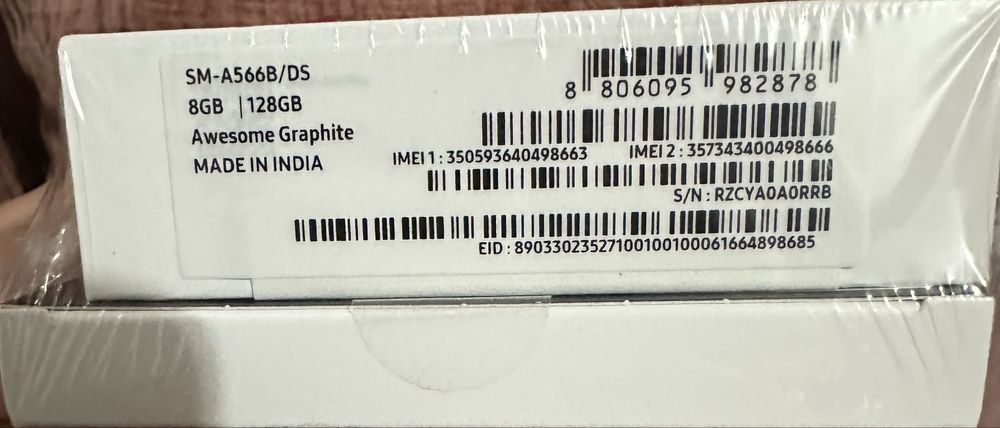 SM-A566B/DS
8GB | 128GB
Awesome Graphite
MADE IN INDIA
8 806095 982878
IMEI 1 : 350593640498663 IMEI 2 : 357343400498666
S/N : RZCYA0A0RRB
EID : 89033023527100100100061664898685